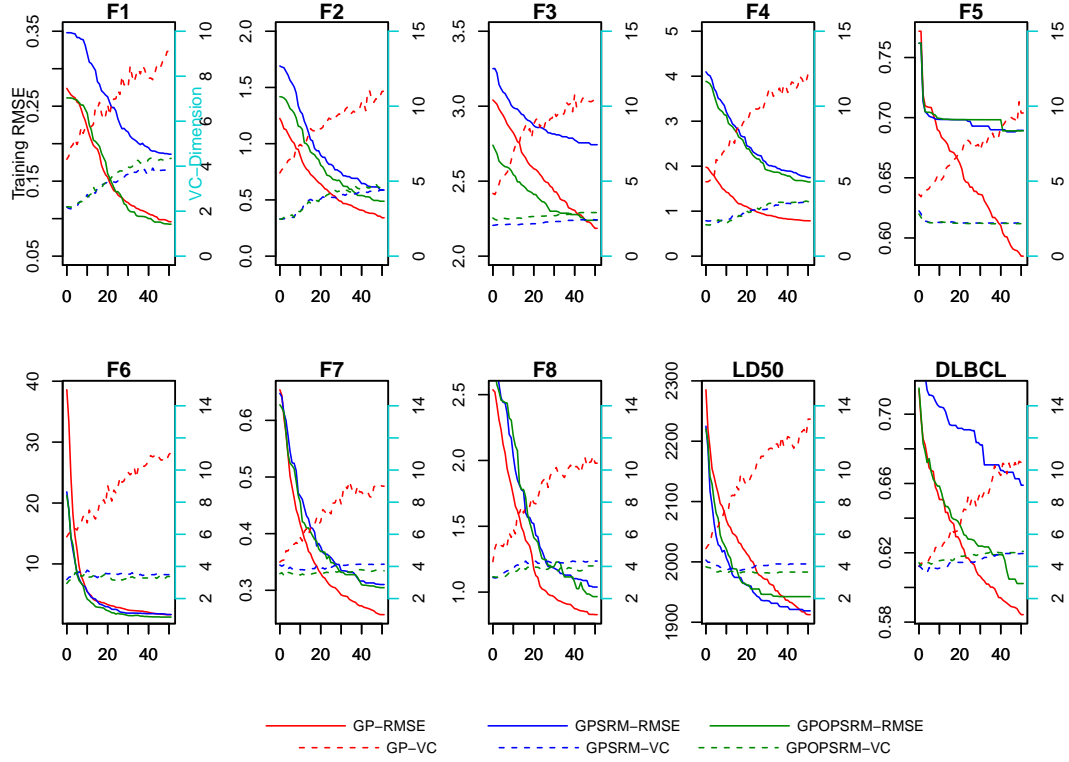 F1 F2 F3 F4 F5
Training RMSE
0.05 0.15 0.25 0.35
0 2 4 6 8 10
VC-Dimension
0.0 0.5 1.0 1.5 2.0
0 5 10 15
2.0 2.5 3.0 3.5
0 5 10 15
0 1 2 3 4 5
0 5 10 15
0.60 0.65 0.70 0.75
0 5 10 15
0 20 40 0 20 40 0 20 40 0 20 40 0 20 40
F6 F7 F8 LD50 DLBCL
10 20 30 40
2 4 6 8 10 14
0.3 0.4 0.5 0.6
2 4 6 8 10 14
1.0 1.5 2.0 2.5
2 4 6 8 10 14
1900 2000 2100 2200 2300
2 4 6 8 10 14
0.58 0.62 0.66 0.70
2 4 6 8 10 14
0 20 40 0 20 40 0 20 40 0 20 40 0 20 40
GP-RMSE GPSRM-RMSE GPOPSRM-RMSE
GP-VC GPSRM-VC GPOPSRM-VC